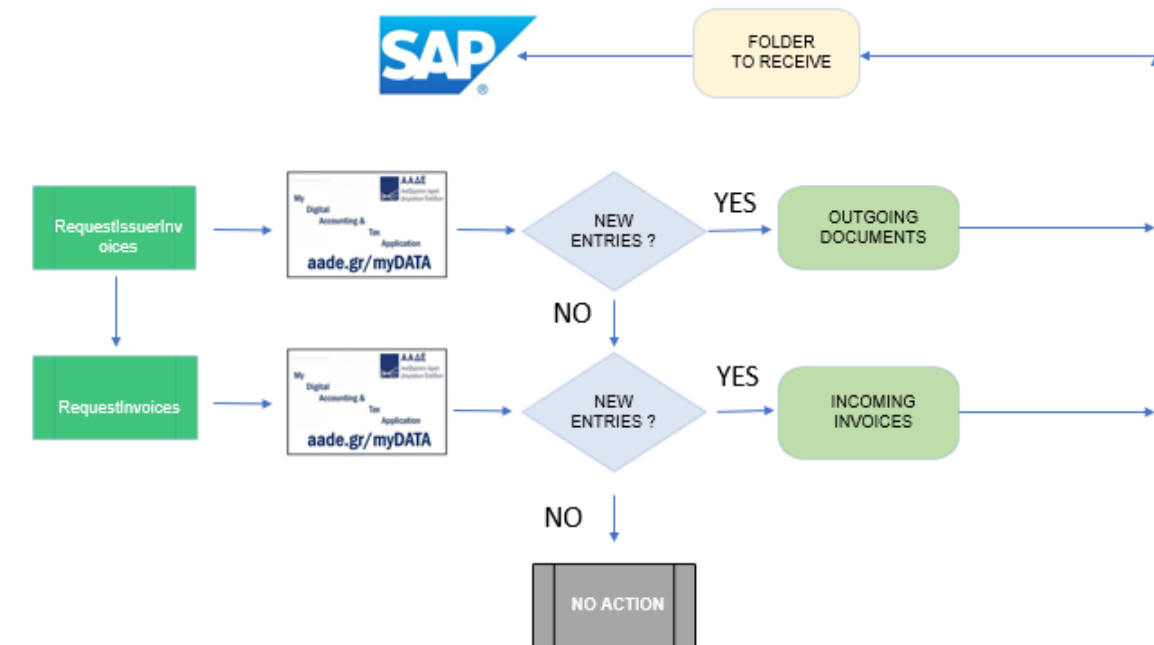 SAP
®
FOLDER
TO RECEIVE
RequestIssuerInv
oices
ΑΑΔΕ
My
Digital
Accounting &
Tax
Application
aade.gr/myDATA
NEW
ENTRIES ?
YES
OUTGOING
DOCUMENTS
NO
RequestInvoices
ΑΑΔΕ
My
Digital
Accounting &
Tax
Application
aade.gr/myDATA
NEW
ENTRIES ?
YES
INCOMING
INVOICES
NO
NO ACTION